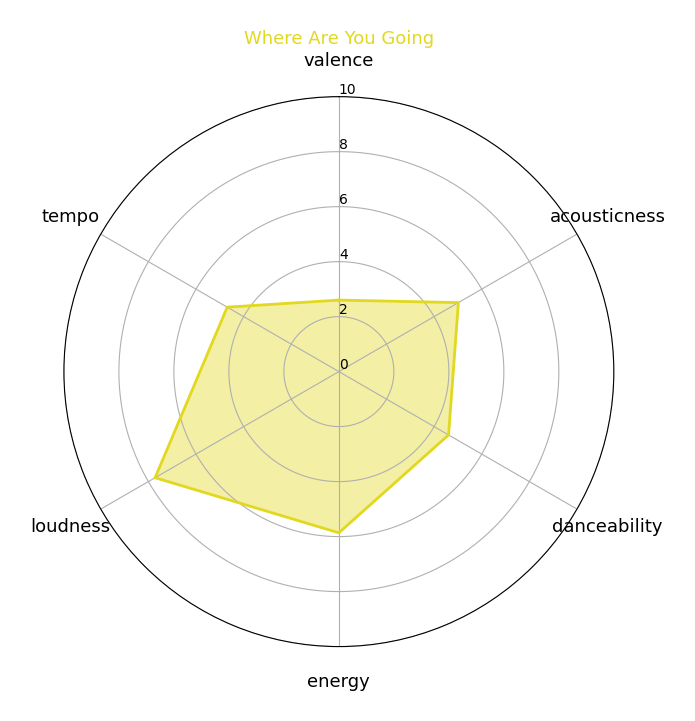 Where Are You Going
valence
10
8
6
4
2
0
tempo
acousticness
loudness
danceability
energy